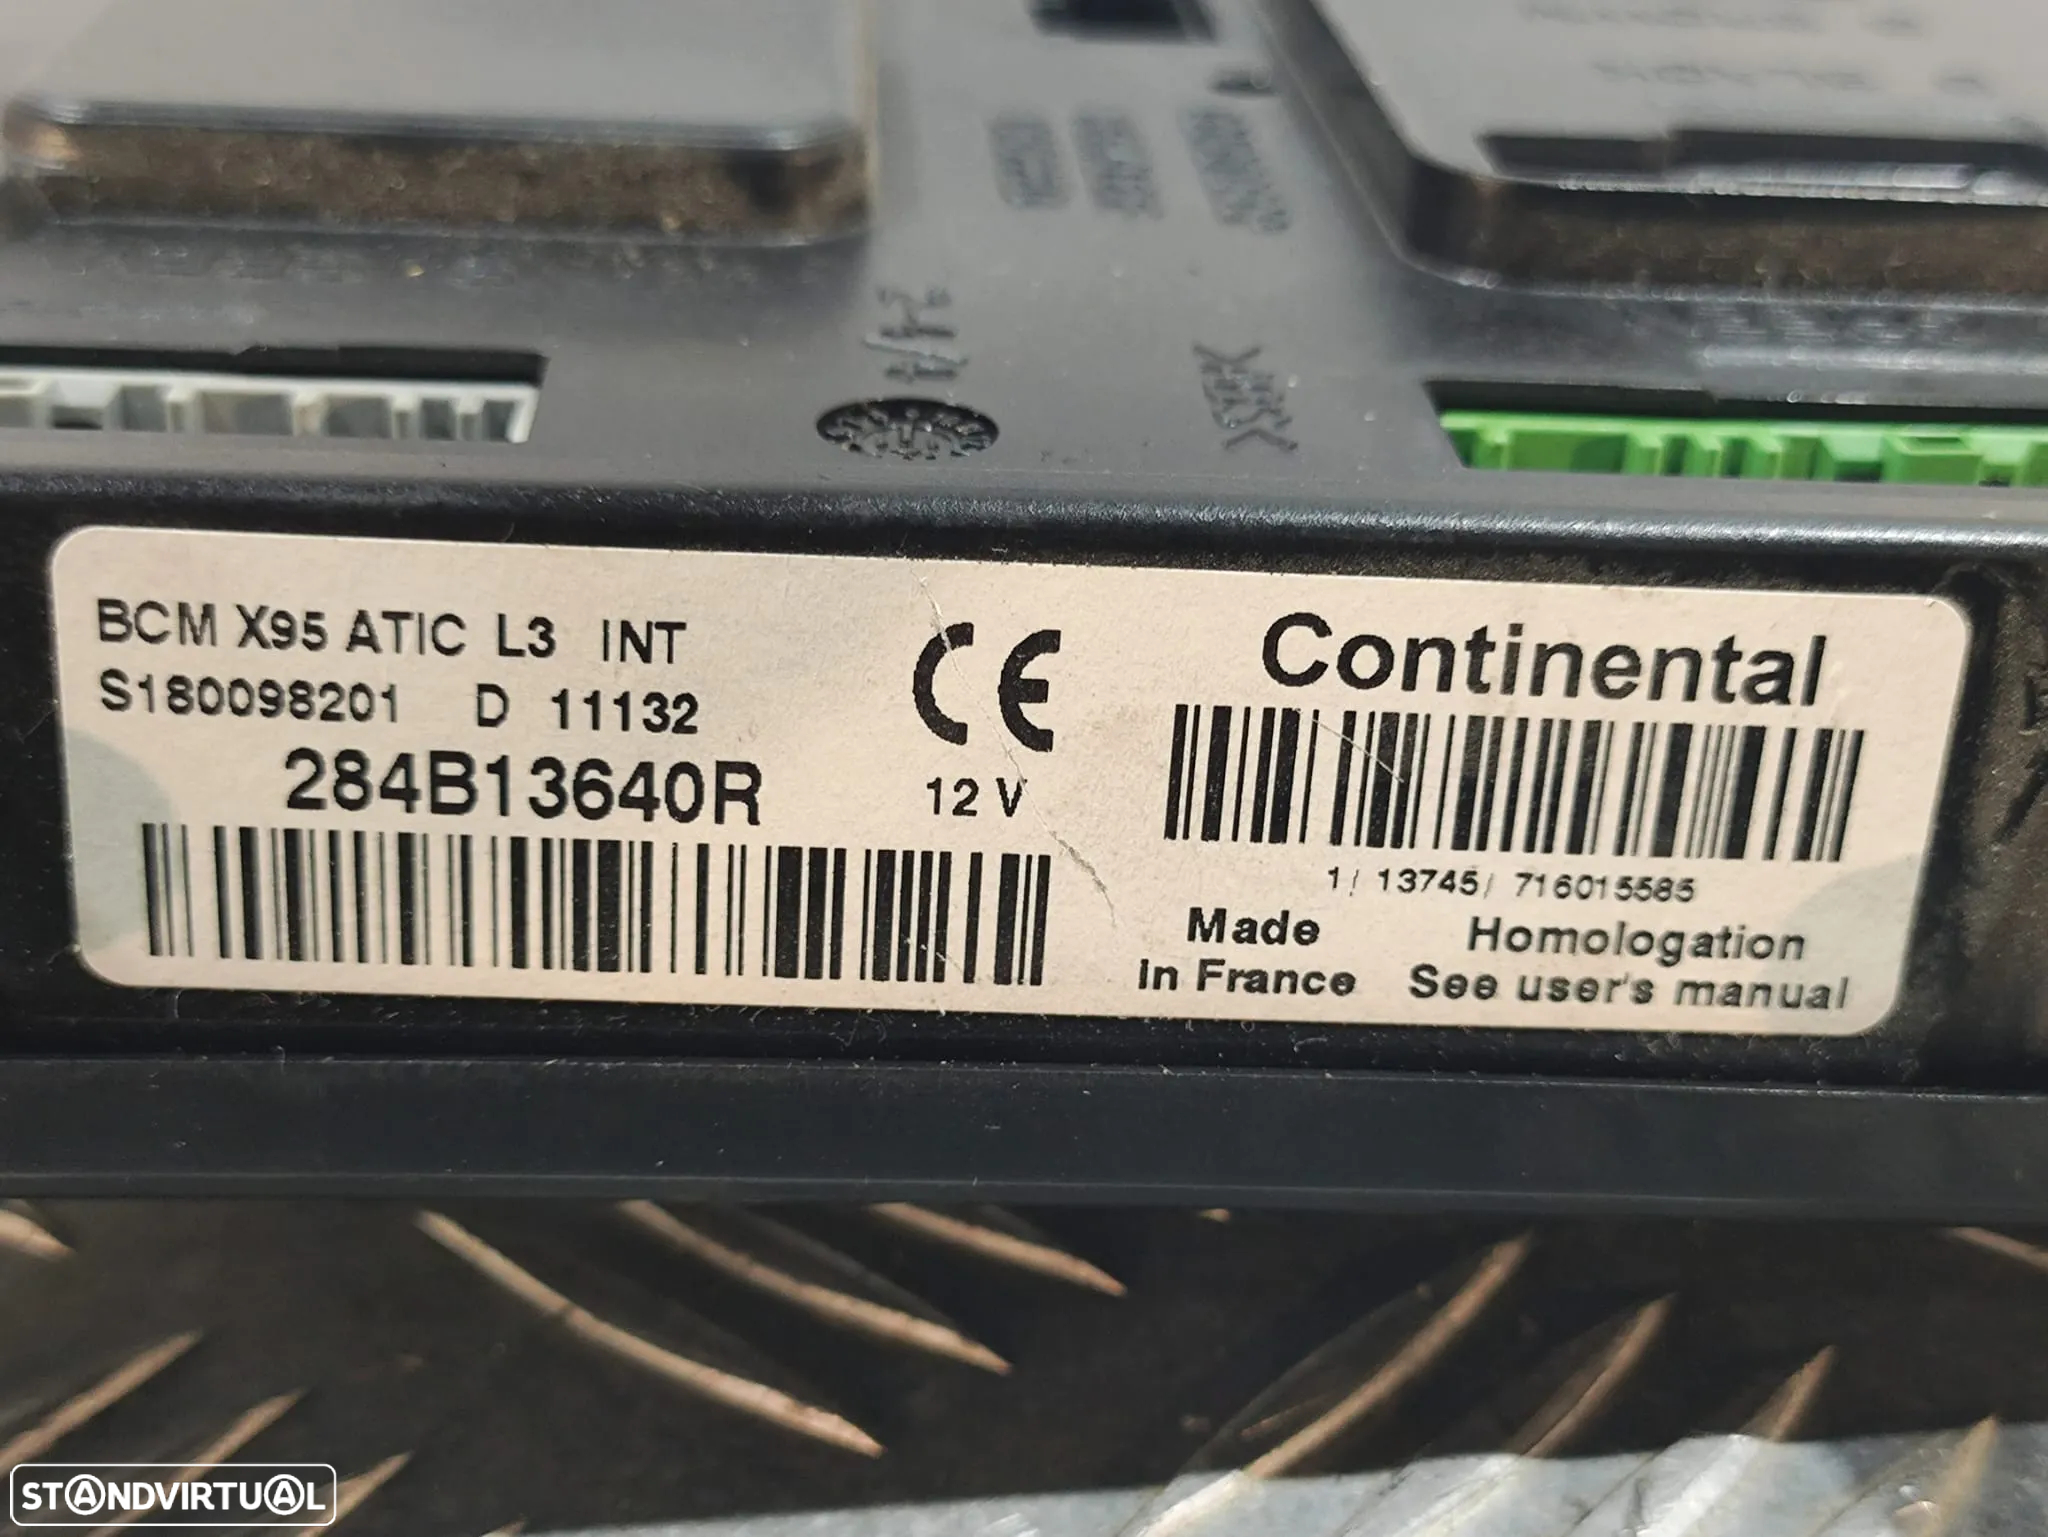 BCM X95 ATIC L3 INT
S180098201 D 11132
284B13640R
CE
12 V
Continental
1/ 13745/ 716015585
Made
in France
Homologation
See user's manual
STANDVIRTUAL